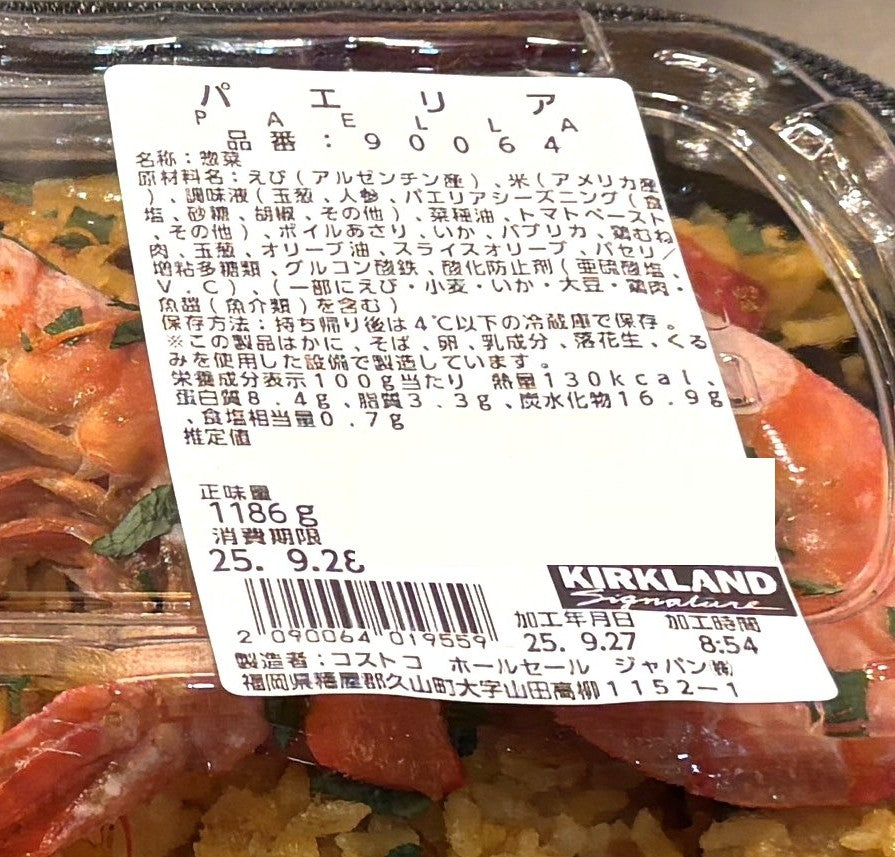 パエリア
PAELLA
品番：90064
名称：惣菜
原材料名：えび（アルゼンチン産）、米（アメリカ産
）、調味液（玉葱、人参、パエリアシーズニング（食
塩、砂糖、胡椒、その他）、菜種油、トマトペースト
、その他）、ボイルあさり、いか、パプリカ、鶏むね
肉、玉葱、オリーブ油、スライスオリーブ、パセリ／
増粘多糖類、グルコン酸鉄、酸化防止剤（亜硫酸塩、
V．C）、（一部にえび・小麦・いか・大豆・鶏肉・
魚醤（魚介類）を含む）
保存方法：持ち帰り後は4℃以下の冷蔵庫で保存。
※この製品はかに、そば、卵、乳成分、落花生、くる
みを使用した設備で製造しています。
栄養成分表示100g当たり 熱量130kcal、
蛋白質8．4g、脂質3．3g、炭水化物16．9g
、食塩相当量0．7g
推定値
正味量
1186g
消費期限
25. 9.28
KIRKLAND
Signature
2 090064 019559
加工年月日 加工時間
25. 9.27 8:54
製造者：コストコ ホールセール ジャパン㈱
福岡県糟屋郡久山町大字山田高柳1152－1